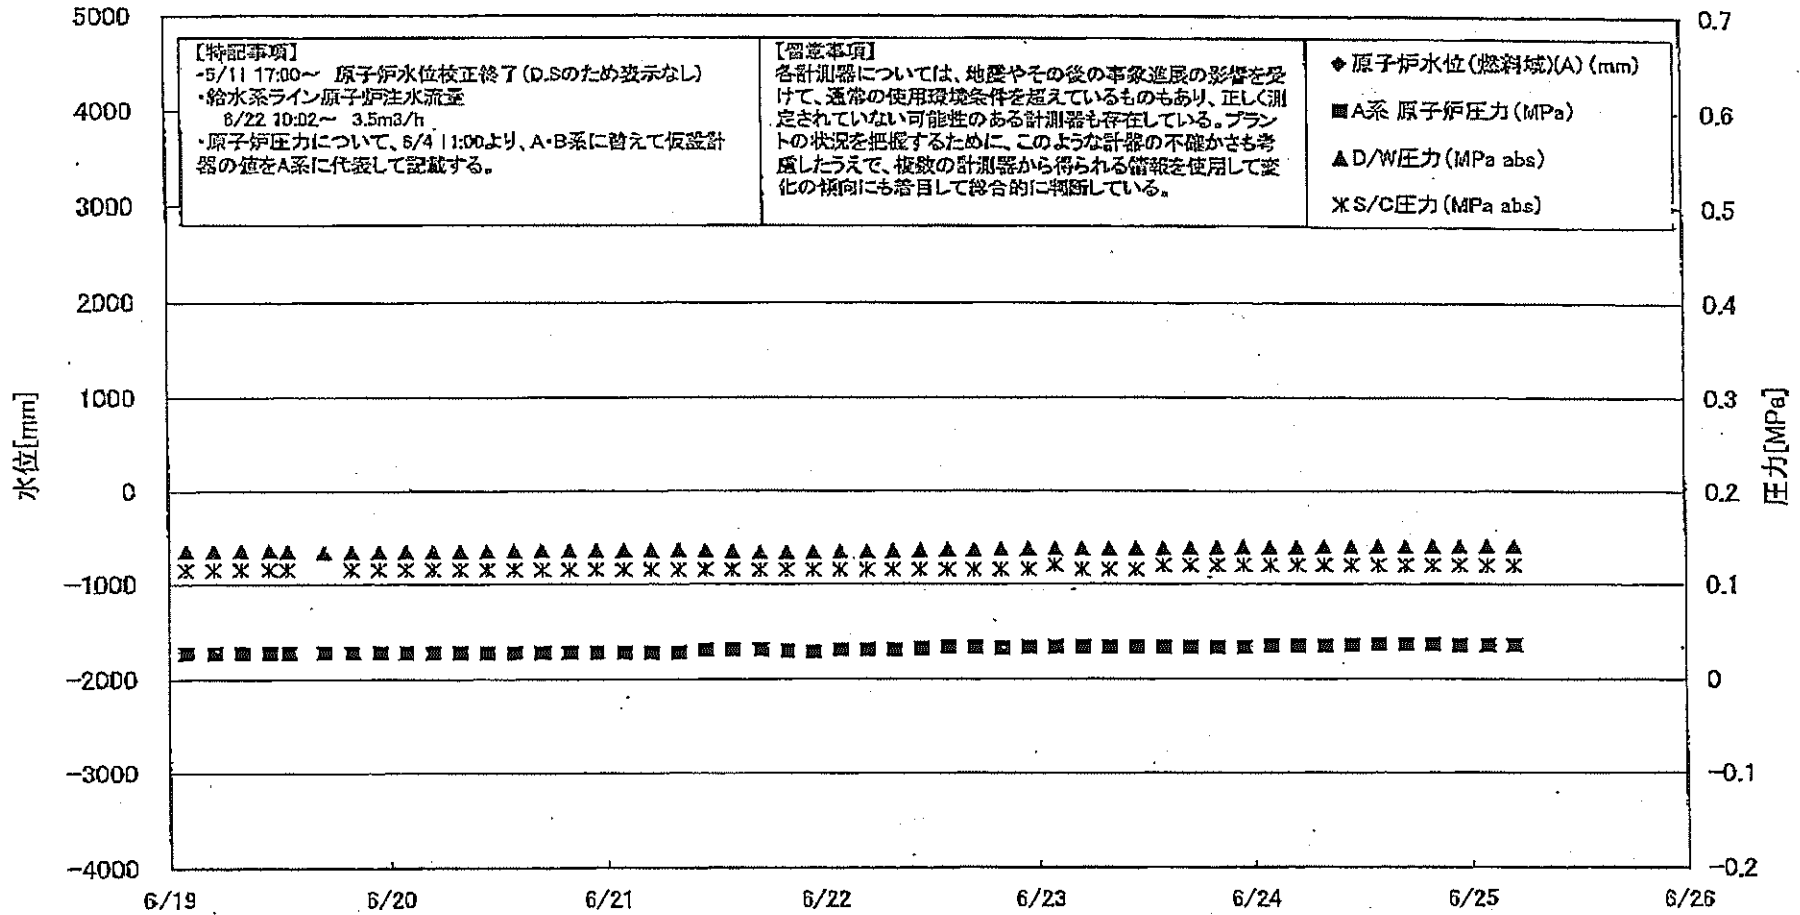 5000
4000
3000
2000
1000
0
-1000
-2000
-3000
-4000
水位[mm]
【特記事項】
-5/11 17:00～ 原子炉水位校正終了(D.Sのため表示なし)
・給水系ライン原子炉注水流量
6/22 10:02～ 3.5m3/h
・原子炉圧力について、6/4 11:00より、A・B系に替えて仮設計
器の値をA系に代表して記載する。
【留意事項】
各計測器については、地震やその後の事象進展の影響を受
けて、通常の使用環境条件を超えているものもあり、正しく測
定されていない可能性のある計測器も存在している。プラン
トの状況を把握するために、このような計器の不確かさも考
慮したうえで、複数の計測器から得られる情報を使用して変
化の傾向にも着目して総合的に判断している。
◆原子炉水位(燃料域)(A)(mm)
■A系 原子炉圧力(MPa)
▲D/W圧力(MPa abs)
S/C圧力(MPa abs)
0.7
0.6
0.5
0.4
0.3
0.2
0.1
0
-0.1
-0.2
圧力[MPa]
6/19 6/20 6/21 6/22 6/23 6/24 6/25 6/26